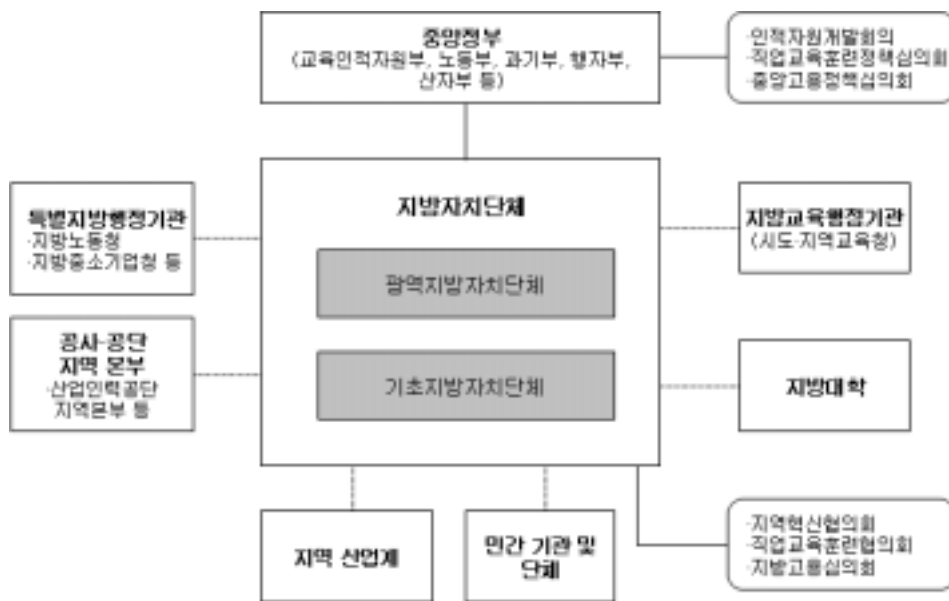 중앙정부
(교육인적자원부, 노동부, 과기부, 행자부,
산자부 등)
·인적자원개발회의
·직업교육훈련정책심의회
·중앙고용정책심의회
지방자치단체
광역지방자치단체
기초지방자치단체
특별지방행정기관
·지방노동청
·지방중소기업청 등
공사·공단
지역 본부
·산업인력공단
지역본부 등
지방교육행정기관
(시도·지역교육청)
지방대학
지역 산업계
민간 기관 및
단체
·지역혁신협의회
·직업교육훈련협의회
·지방고용심의회